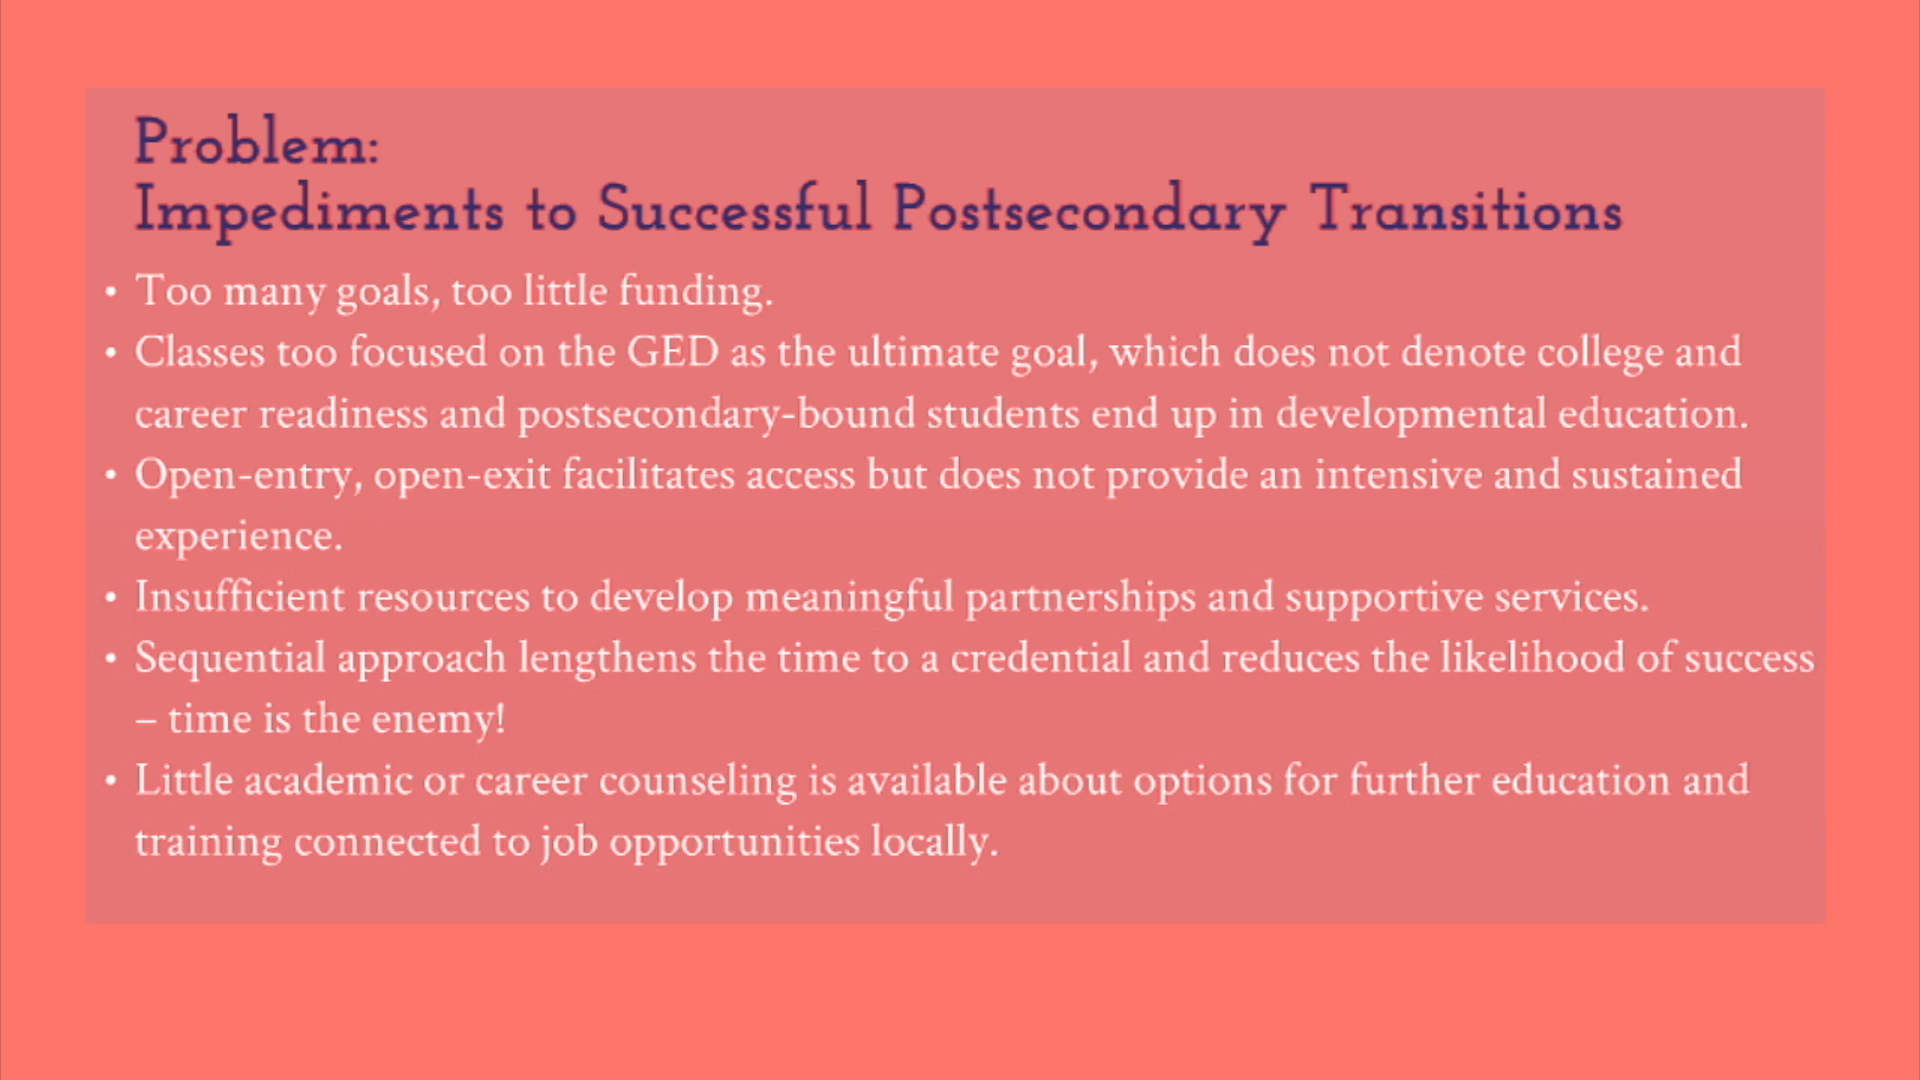 Problem:
Impediments to Successful Postsecondary Transitions
• Too many goals, too little funding.
• Classes too focused on the GED as the ultimate goal, which does not denote college and
career readiness and postsecondary-bound students end up in developmental education.
• Open-entry, open-exit facilitates access but does not provide an intensive and sustained
experience.
• Insufficient resources to develop meaningful partnerships and supportive services.
• Sequential approach lengthens the time to a credential and reduces the likelihood of success
– time is the enemy!
• Little academic or career counseling is available about options for further education and
training connected to job opportunities locally.